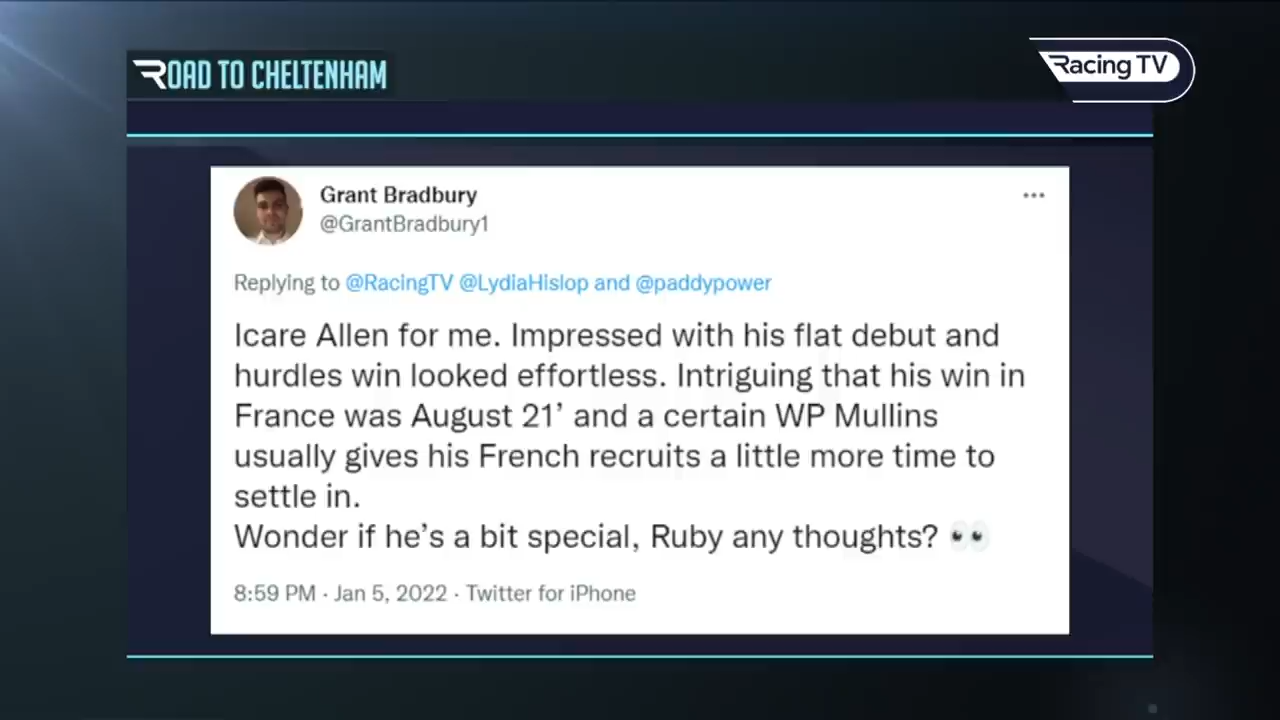 ROAD TO CHELTENHAM
Racing TV
Grant Bradbury
@GrantBradbury1
Replying to @RacingTV @LydiaHislop and @paddypower
Icare Allen for me. Impressed with his flat debut and
hurdles win looked effortless. Intriguing that his win in
France was August 21’ and a certain WP Mullins
usually gives his French recruits a little more time to
settle in.
Wonder if he’s a bit special, Ruby any thoughts? 👀
8:59 PM · Jan 5, 2022 · Twitter for iPhone